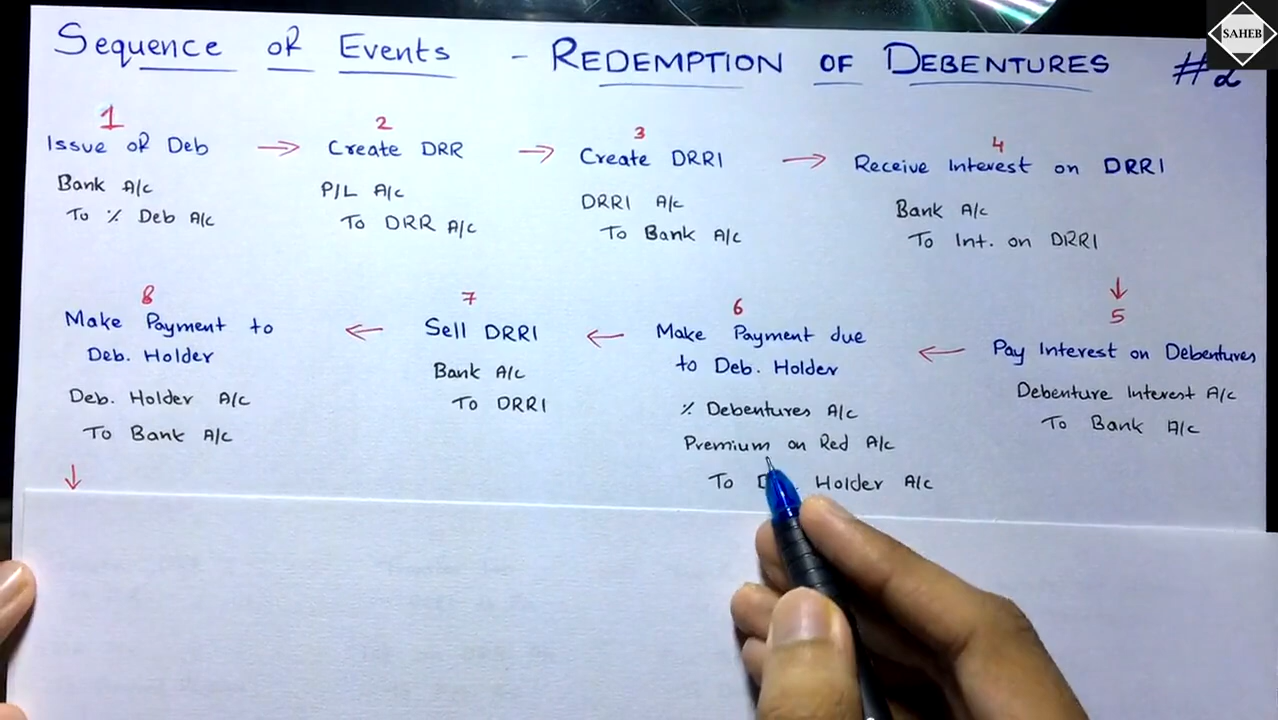 SAHEB
Sequence of Events - REDEMPTION OF DEBENTURES #2
1
Issue of Deb
Bank A/c
To % Deb A/c
2
Create DRR
P/L A/c
To DRR A/c
3
Create DRRI
DRRI A/c
To Bank A/c
4
Receive Interest on DRRI
Bank A/c
To Int. on DRRI
5
Pay Interest on Debentures
Debenture Interest A/c
To Bank A/c
6
Make Payment due
to Deb. Holder
% Debentures A/c
Premium on Red A/c
To Holder A/c
7
Sell DRRI
Bank A/c
To DRRI
8
Make Payment to
Deb. Holder
Deb. Holder A/c
To Bank A/c